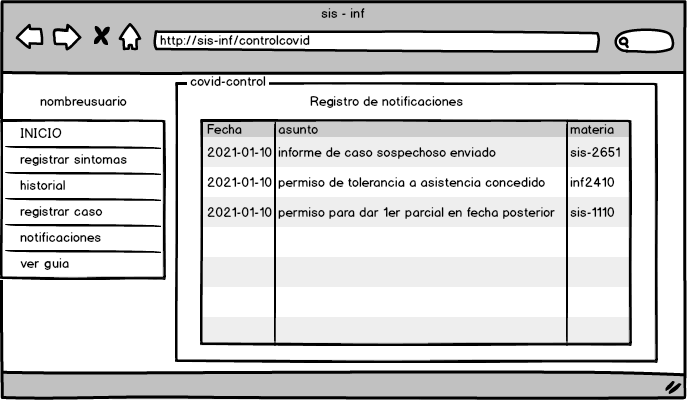 sis - inf
http://sis-inf/controlcovid
covid-control
nombreusuario
Registro de notificaciones
INICIO
registrar sintomas
historial
registrar caso
notificaciones
ver guia
Fecha asunto materia
2021-01-10 informe de caso sospechoso enviado sis-2651
2021-01-10 permiso de tolerancia a asistencia concedido inf2410
2021-01-10 permiso para dar 1er parcial en fecha posterior sis-1110